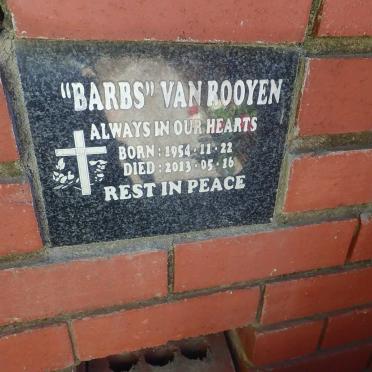 "BARBS" VAN ROOYEN
ALWAYS IN OUR HEARTS
BORN : 1954 · 11 · 22
DIED : 2013 · 05 · 16
REST IN PEACE